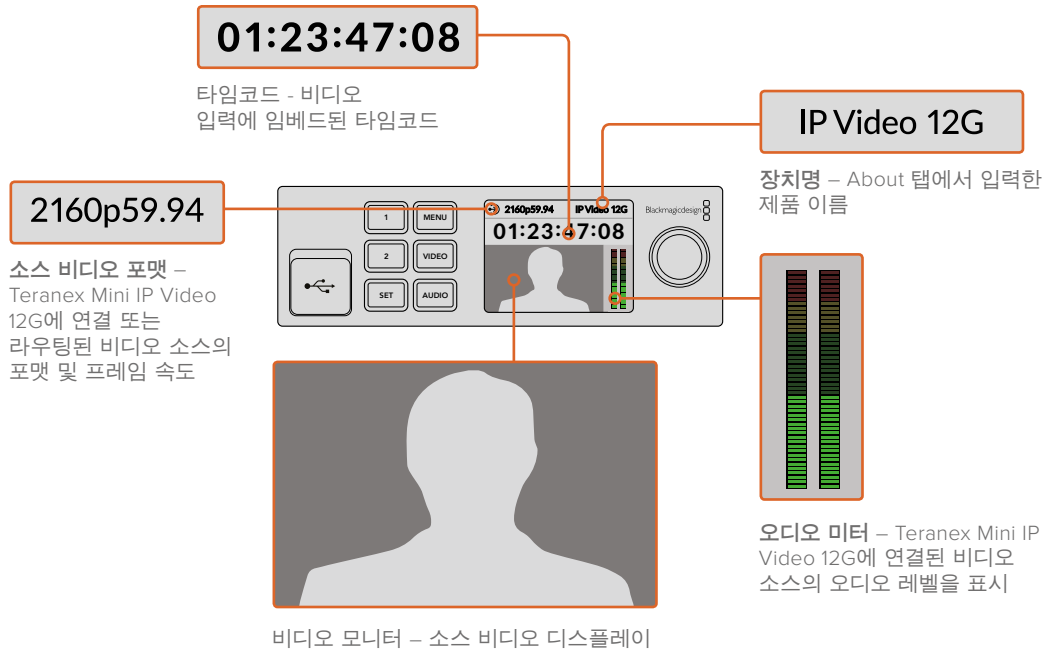 01:23:47:08
타임코드 - 비디오
입력에 임베드된 타임코드
IP Video 12G
장치명 – About 탭에서 입력한
제품 이름
2160p59.94
소스 비디오 포맷 –
Teranex Mini IP Video
12G에 연결 또는
라우팅된 비디오 소스의
포맷 및 프레임 속도
1
MENU
2
VIDEO
SET
AUDIO
2160p59.94
IP Video 12G
01:23:47:08
Blackmagicdesign
오디오 미터 – Teranex Mini IP
Video 12G에 연결된 비디오
소스의 오디오 레벨을 표시
비디오 모니터 – 소스 비디오 디스플레이